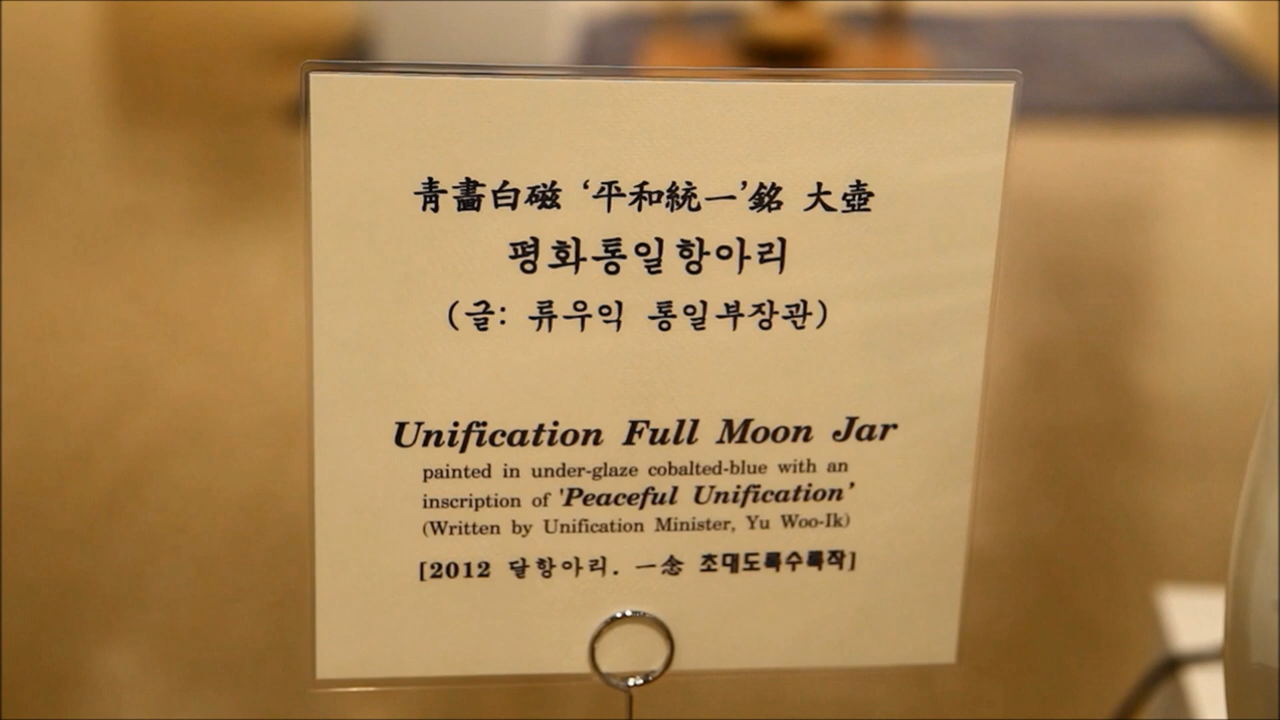 靑畵白磁 ‘平和統一’銘 大壺
평화통일항아리
(글: 류우익 통일부장관)
Unification Full Moon Jar
painted in under-glaze cobalted-blue with an
inscription of 'Peaceful Unification'
(Written by Unification Minister, Yu Woo-Ik)
[2012 달항아리. 一念 초대도록수록작]